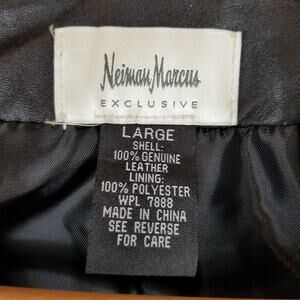 Neiman Marcus
EXCLUSIVE
LARGE
SHELL:
100% GENUINE
LEATHER
LINING:
100% POLYESTER
WPL 7888
MADE IN CHINA
SEE REVERSE
FOR CARE